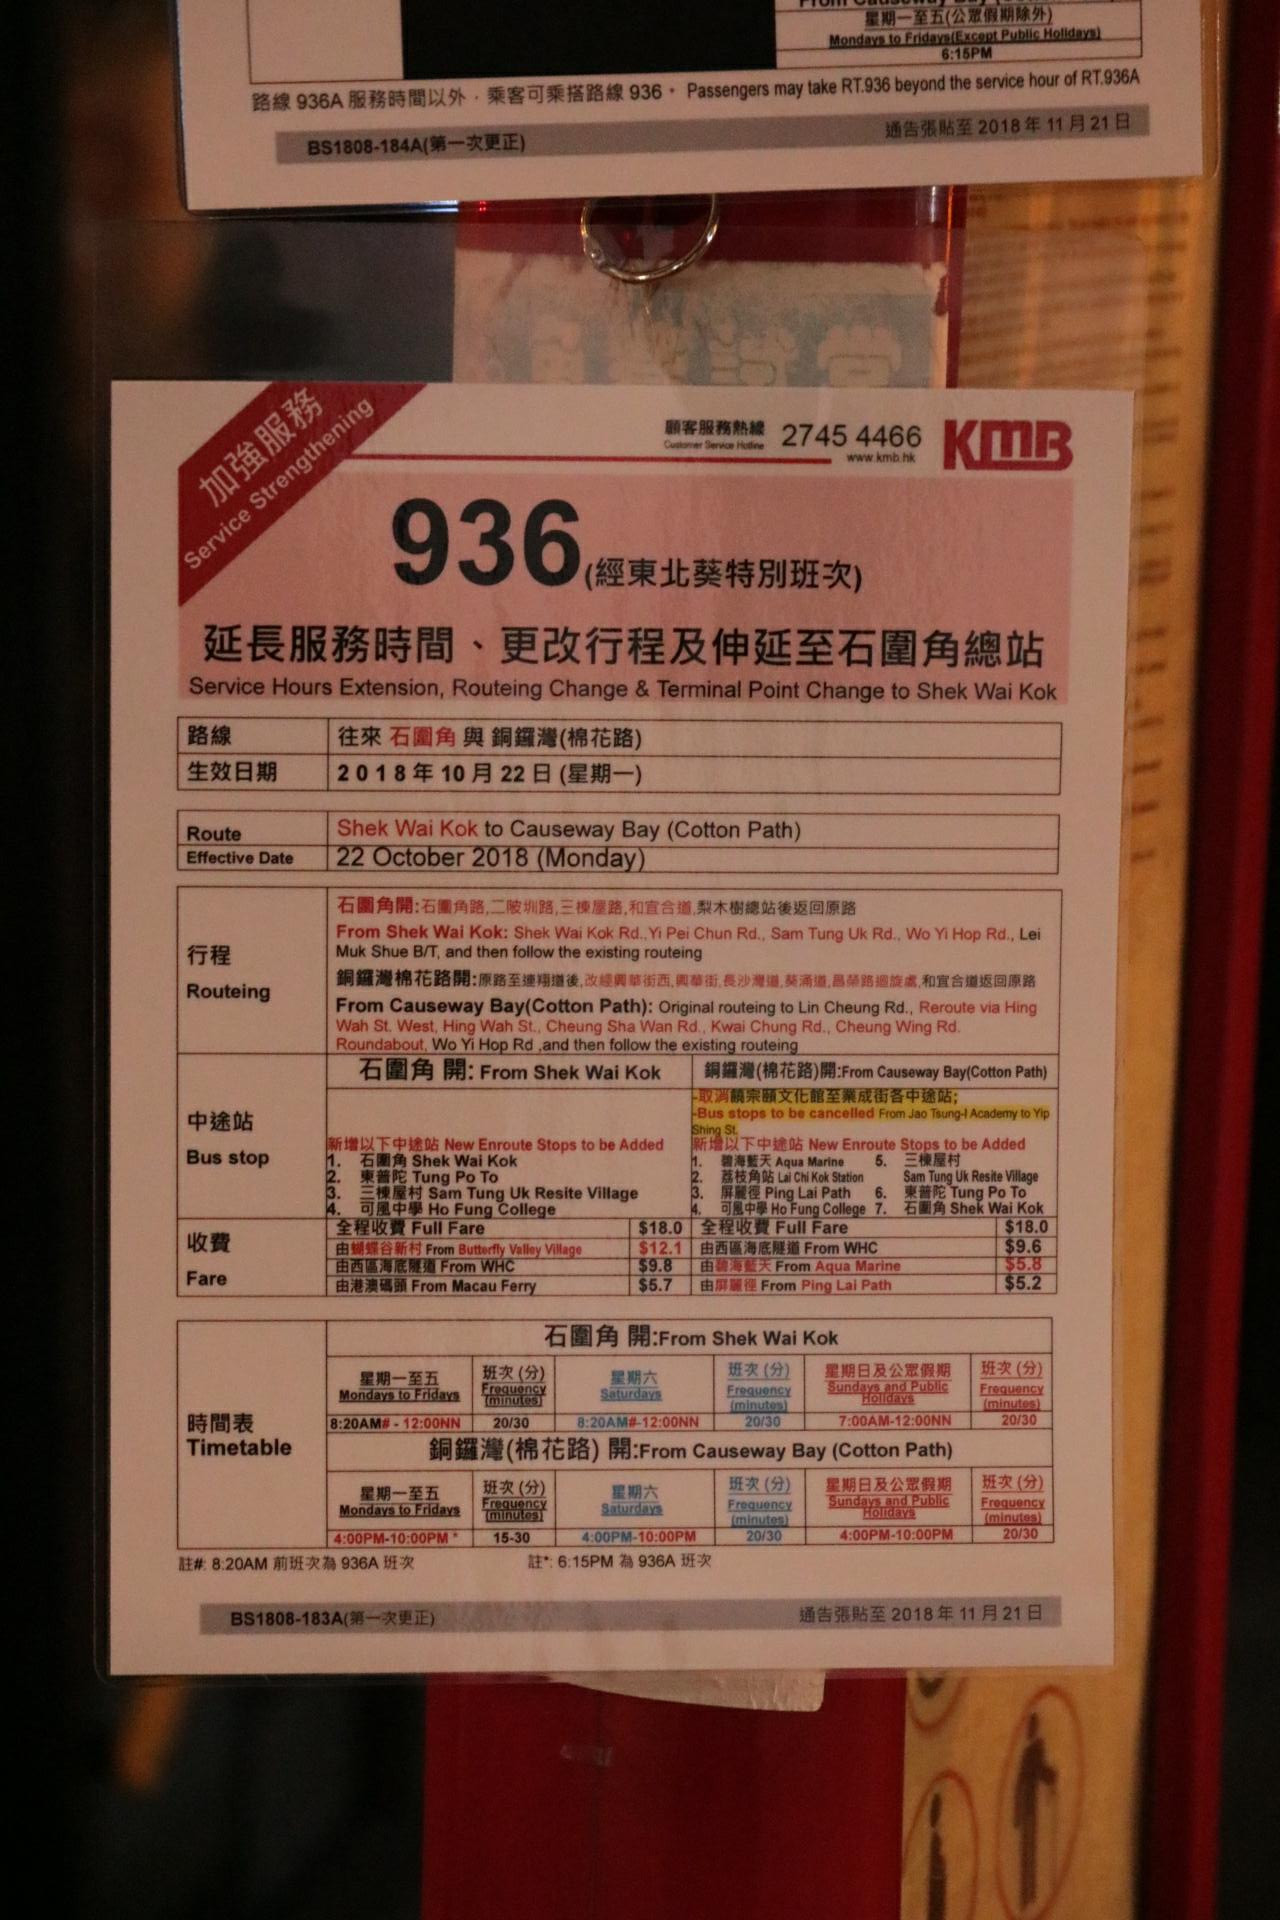 星期一至五(公眾假期除外)
Mondays to Fridays(Except Public Holidays)
6:15PM
路線 936A 服務時間以外，乘客可乘搭路線 936。 Passengers may take RT.936 beyond the service hour of RT.936A
BS1808-184A(第一次更正) 通告張貼至 2018 年 11 月 21 日
加強服務
Service Strengthening
顧客服務熱線 2745 4466 KMB
Customer Service Hotline
www.kmb.hk
936(經東北葵特別班次)
延長服務時間、更改行程及伸延至石圍角總站
Service Hours Extension, Routeing Change & Terminal Point Change to Shek Wai Kok
路線 往來 石圍角 與 銅鑼灣(棉花路)
生效日期 2018年 10 月 22 日 (星期一)
Route Shek Wai Kok to Causeway Bay (Cotton Path)
Effective Date 22 October 2018 (Monday)
行程
Routeing
石圍角開:石圍角路,二陂圳路,三棟屋路,和宜合道,梨木樹總站後返回原路
From Shek Wai Kok: Shek Wai Kok Rd.,Yi Pei Chun Rd., Sam Tung Uk Rd., Wo Yi Hop Rd., Lei
Muk Shue B/T, and then follow the existing routeing
銅鑼灣棉花路開:原路至連翔道後,改經興華街西,興華街,長沙灣道,葵涌道,昌榮路迴旋處,和宜合道返回原路
From Causeway Bay(Cotton Path): Original routeing to Lin Cheung Rd., Reroute via Hing
Wah St. West, Hing Wah St., Cheung Sha Wan Rd., Kwai Chung Rd., Cheung Wing Rd.
Roundabout, Wo Yi Hop Rd ,and then follow the existing routeing
中途站
Bus stop
石圍角 開: From Shek Wai Kok
新增以下中途站 New Enroute Stops to be Added
1. 石圍角 Shek Wai Kok
2. 東普陀 Tung Po To
3. 三棟屋村 Sam Tung Uk Resite Village
4. 可風中學 Ho Fung College
銅鑼灣(棉花路)開:From Causeway Bay(Cotton Path)
-取消饒宗頤文化館至業成街各中途站;
-Bus stops to be cancelled From Jao Tsung-I Academy to Yip
Shing St.
新增以下中途站 New Enroute Stops to be Added
1. 碧海藍天 Aqua Marine
2. 荔枝角站 Lai Chi Kok Station
3. 屏麗徑 Ping Lai Path
4. 可風中學 Ho Fung College
5. 三棟屋村
Sam Tung Uk Resite Village
6. 東普陀 Tung Po To
7. 石圍角 Shek Wai Kok
收費
Fare
全程收費 Full Fare $18.0 全程收費 Full Fare $18.0
由蝴蝶谷新村 From Butterfly Valley Village $12.1 由西區海底隧道 From WHC $9.6
由西區海底隧道 From WHC $9.8 由碧海藍天 From Aqua Marine $5.8
由港澳碼頭 From Macau Ferry $5.7 由屏麗徑 From Ping Lai Path $5.2
時間表
Timetable
石圍角 開:From Shek Wai Kok
星期一至五 班次 (分) 星期六 班次 (分) 星期日及公眾假期 班次 (分)
Mondays to Fridays Frequency (minutes) Saturdays Frequency (minutes) Sundays and Public Holidays Frequency (minutes)
8:20AM# - 12:00NN 20/30 8:20AM#-12:00NN 20/30 7:00AM-12:00NN 20/30
銅鑼灣(棉花路) 開:From Causeway Bay (Cotton Path)
星期一至五 班次 (分) 星期六 班次 (分) 星期日及公眾假期 班次 (分)
Mondays to Fridays Frequency (minutes) Saturdays Frequency (minutes) Sundays and Public Holidays Frequency (minutes)
4:00PM-10:00PM * 15-30 4:00PM-10:00PM 20/30 4:00PM-10:00PM 20/30
註#: 8:20AM 前班次為 936A 班次 註*: 6:15PM 為 936A 班次
BS1808-183A(第一次更正) 通告張貼至 2018 年 11 月 21 日